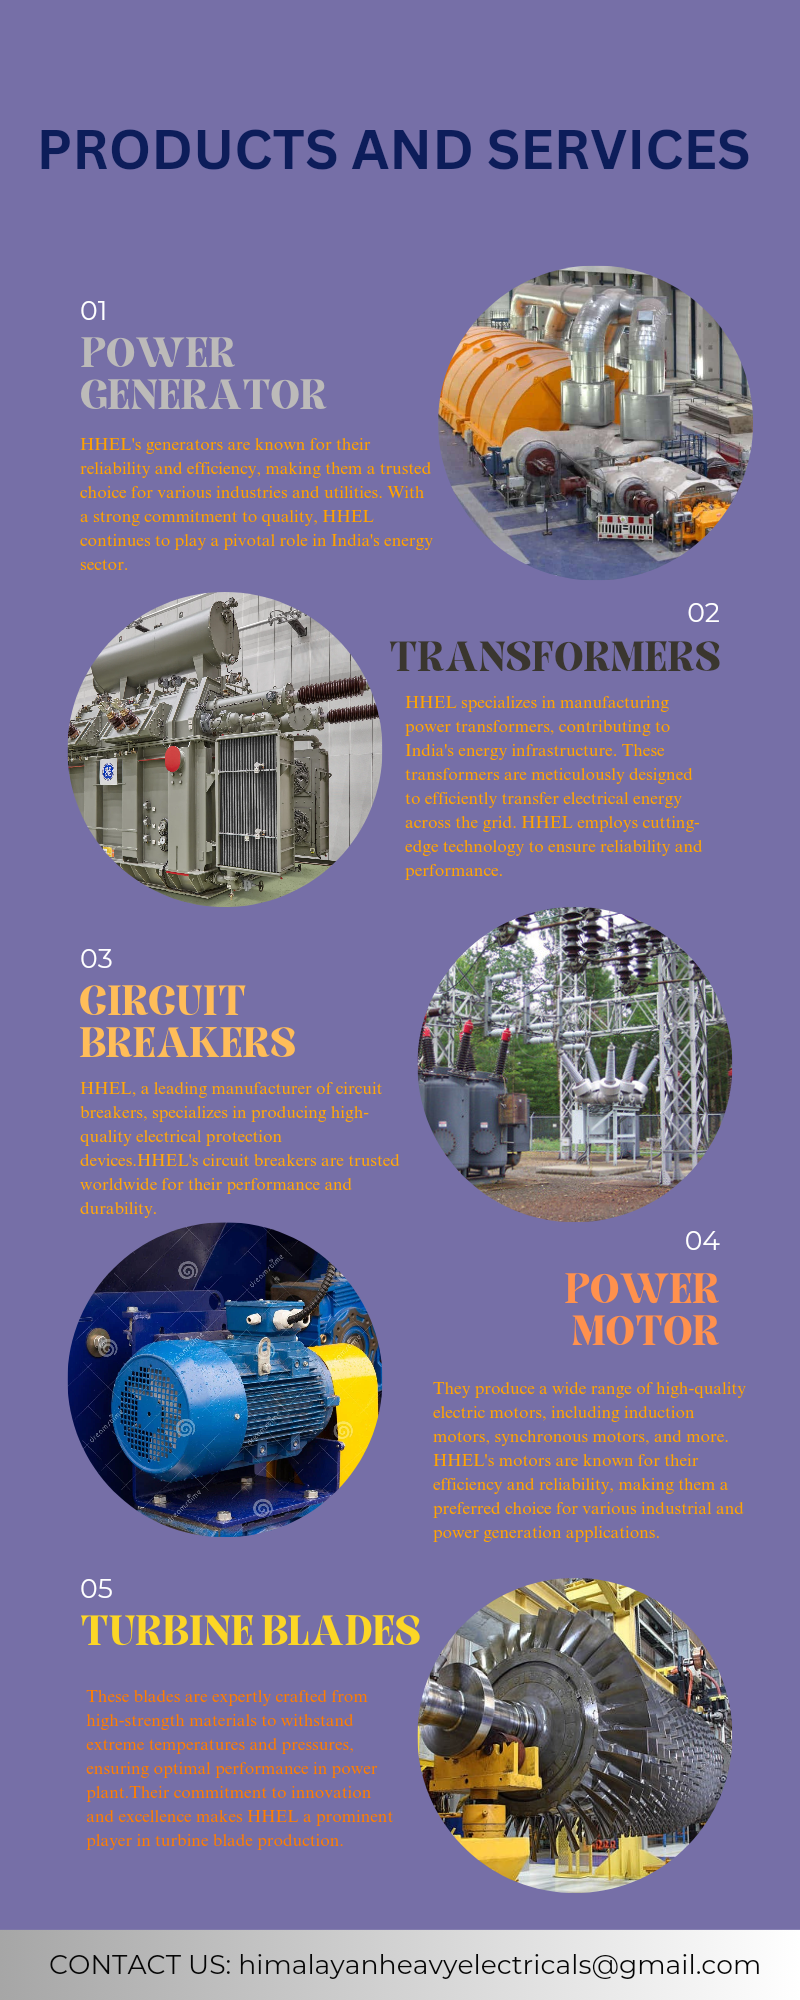 PRODUCTS AND SERVICES
01
POWER
GENERATOR
HHEL's generators are known for their
reliability and efficiency, making them a trusted
choice for various industries and utilities. With
a strong commitment to quality, HHEL
continues to play a pivotal role in India's energy
sector.
02
TRANSFORMERS
HHEL specializes in manufacturing
power transformers, contributing to
India's energy infrastructure. These
transformers are meticulously designed
to efficiently transfer electrical energy
across the grid. HHEL employs cutting-
edge technology to ensure reliability and
performance.
03
CIRCUIT
BREAKERS
HHEL, a leading manufacturer of circuit
breakers, specializes in producing high-
quality electrical protection
devices.HHEL's circuit breakers are trusted
worldwide for their performance and
durability.
04
POWER
MOTOR
They produce a wide range of high-quality
electric motors, including induction
motors, synchronous motors, and more.
HHEL's motors are known for their
efficiency and reliability, making them a
preferred choice for various industrial and
power generation applications.
dreamstime
dreamstime
dreamstime
dreamstime
05
TURBINE BLADES
These blades are expertly crafted from
high-strength materials to withstand
extreme temperatures and pressures,
ensuring optimal performance in power
plant.Their commitment to innovation
and excellence makes HHEL a prominent
player in turbine blade production.
CONTACT US: himalayanheavyelectricals@gmail.com